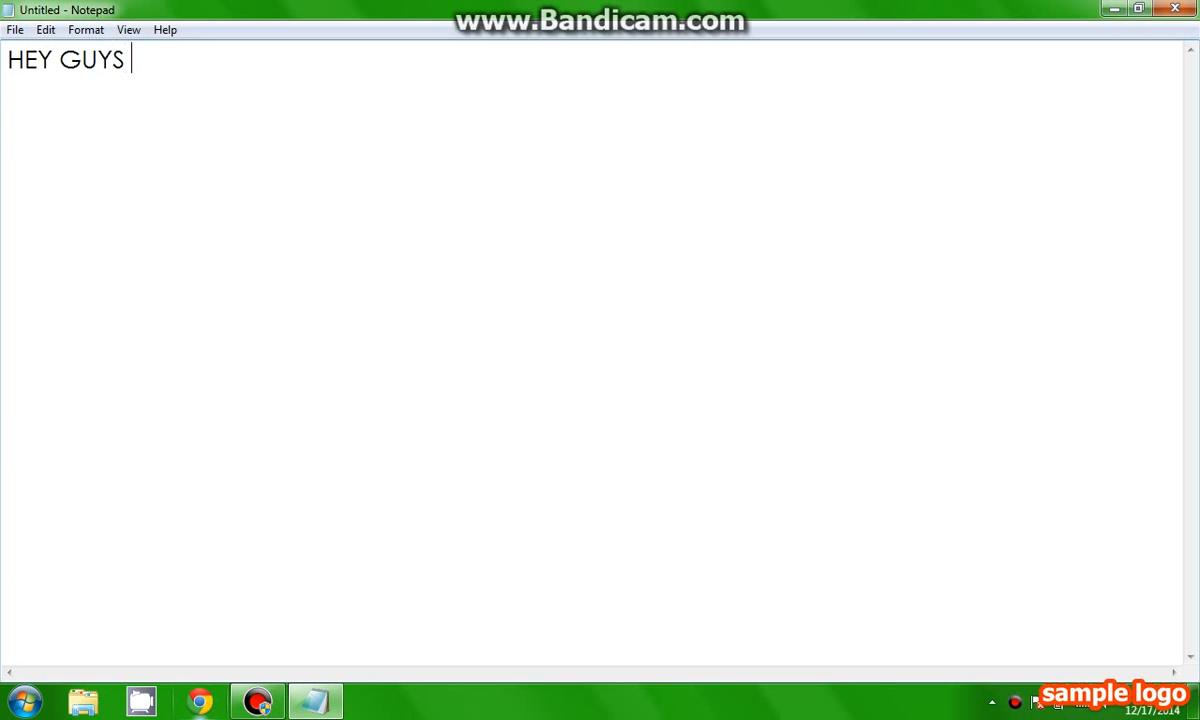 Untitled - Notepad
www.Bandicam.com
File Edit Format View Help
HEY GUYS
sample logo
12/17/2014